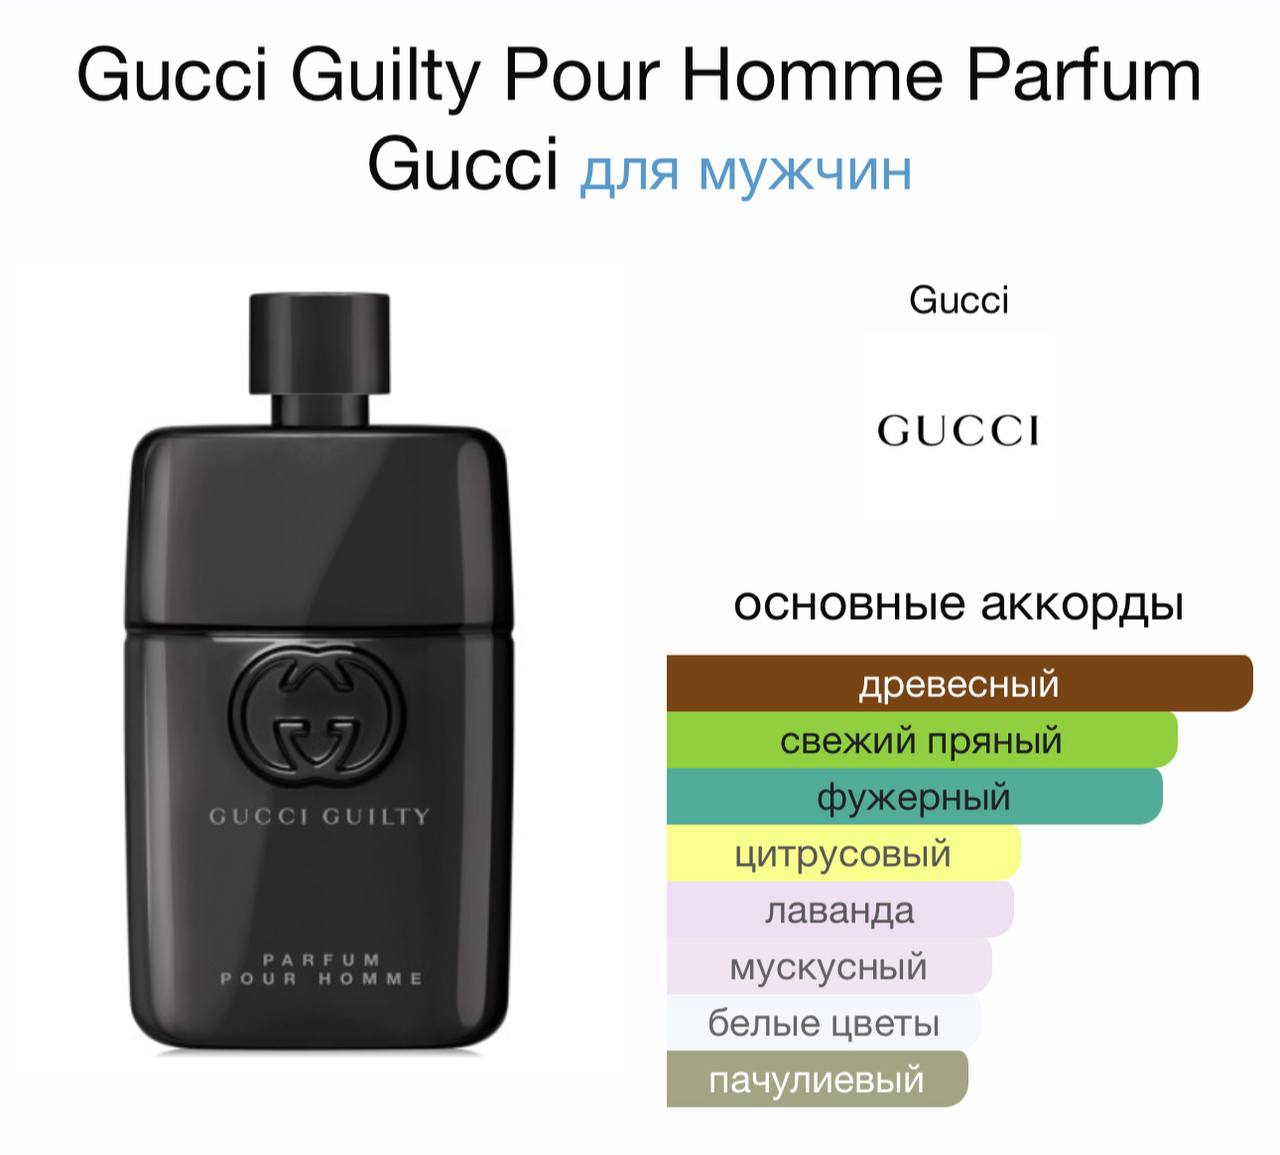 Gucci Guilty Pour Homme Parfum
Gucci для мужчин
Gucci
GUCCI
GUCCI GUILTY
PARFUM
POUR HOMME
основные аккорды
древесный
свежий пряный
фужерный
цитрусовый
лаванда
мускусный
белые цветы
пачулиевый